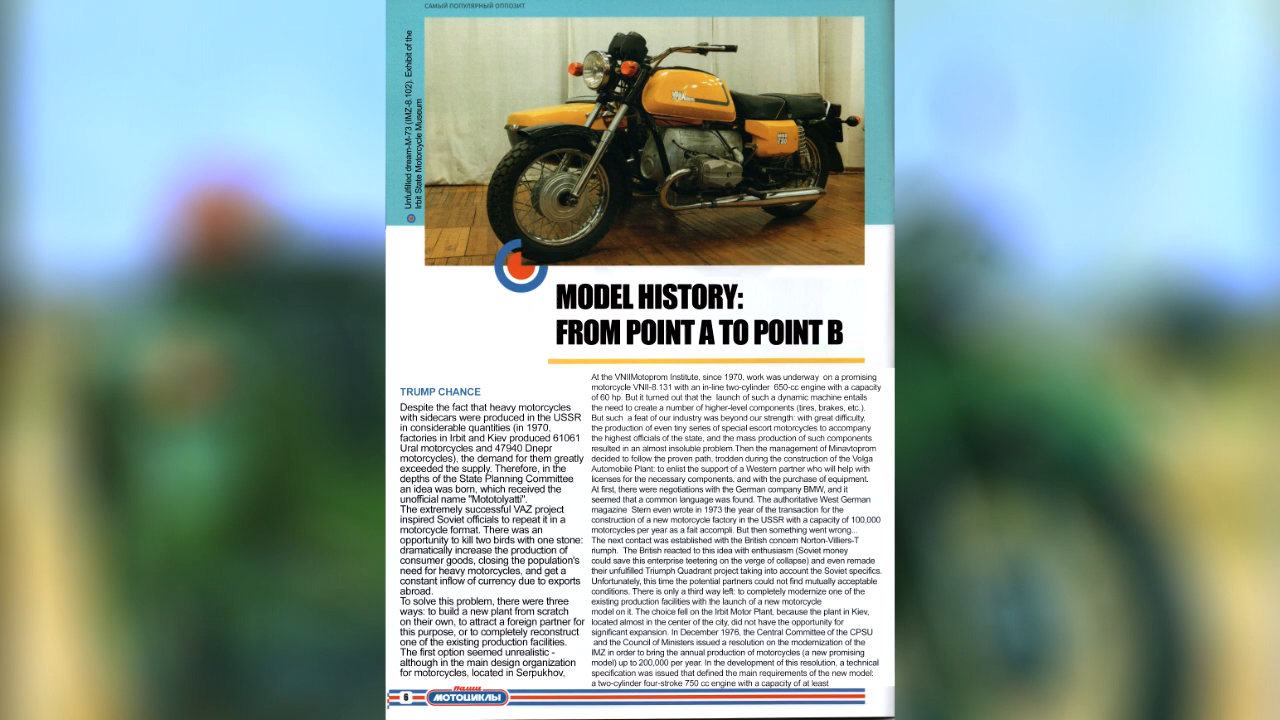 САМЫЙ ПОПУЛЯРНЫЙ ОППОЗИТ
Unfulfilled dream-M-73 (IMZ-8.102). Exhibit of the
Irbit State Motorcycle Museum
MODEL HISTORY:
FROM POINT A TO POINT B
TRUMP CHANCE
Despite the fact that heavy motorcycles
with sidecars were produced in the USSR
in considerable quantities (in 1970,
factories in Irbit and Kiev produced 61061
Ural motorcycles and 47940 Dnepr
motorcycles), the demand for them greatly
exceeded the supply. Therefore, in the
depths of the State Planning Committee
an idea was born, which received the
unofficial name "Mototolyatti".
The extremely successful VAZ project
inspired Soviet officials to repeat it in a
motorcycle format. There was an
opportunity to kill two birds with one stone:
dramatically increase the production of
consumer goods, closing the population's
need for heavy motorcycles, and get a
constant inflow of currency due to exports
abroad.
To solve this problem, there were three
ways: to build a new plant from scratch
on their own, to attract a foreign partner for
this purpose, or to completely reconstruct
one of the existing production facilities.
The first option seemed unrealistic -
although in the main design organization
for motorcycles, located in Serpukhov,
At the VNIIMotoprom Institute, since 1970, work was underway on a promising
motorcycle VNII-8.131 with an in-line two-cylinder 650-cc engine with a capacity
of 60 hp. But it turned out that the launch of such a dynamic machine entails
the need to create a number of higher-level components (tires, brakes, etc.).
But such a feat of our industry was beyond our strength: with great difficulty,
the production of even tiny series of special escort motorcycles to accompany
the highest officials of the state, and the mass production of such components
resulted in an almost insoluble problem.Then the management of Minavtoprom
decided to follow the proven path, trodden during the construction of the Volga
Automobile Plant: to enlist the support of a Western partner who will help with
licenses for the necessary components, and with the purchase of equipment.
At first, there were negotiations with the German company BMW, and it
seemed that a common language was found. The authoritative West German
magazine Stern even wrote in 1973 the year of the transaction for the
construction of a new motorcycle factory in the USSR with a capacity of 100,000
motorcycles per year as a fait accompli. But then something went wrong...
The next contact was established with the British concern Norton-Villiers-T
riumph. The British reacted to this idea with enthusiasm (Soviet money
could save this enterprise teetering on the verge of collapse) and even remade
their unfulfilled Triumph Quadrant project taking into account the Soviet specifics.
Unfortunately, this time the potential partners could not find mutually acceptable
conditions. There is only a third way left: to completely modernize one of the
existing production facilities with the launch of a new motorcycle
model on it. The choice fell on the Irbit Motor Plant, because the plant in Kiev,
located almost in the center of the city, did not have the opportunity for
significant expansion. In December 1976, the Central Committee of the CPSU
and the Council of Ministers issued a resolution on the modernization of the
IMZ in order to bring the annual production of motorcycles (a new promising
model) up to 200,000 per year. In the development of this resolution, a technical
specification was issued that defined the main requirements of the new model:
a two-cylinder four-stroke 750 cc engine with a capacity of at least
6
наши
МОТОЦИКЛЫ